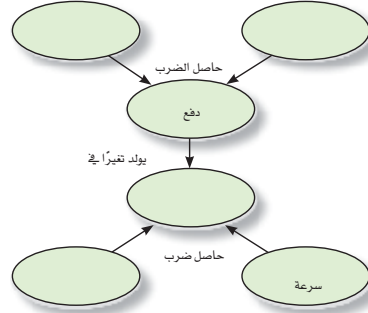 حاصل الضرب
دفع
يولد تغيرًا في
حاصل ضرب
سرعة